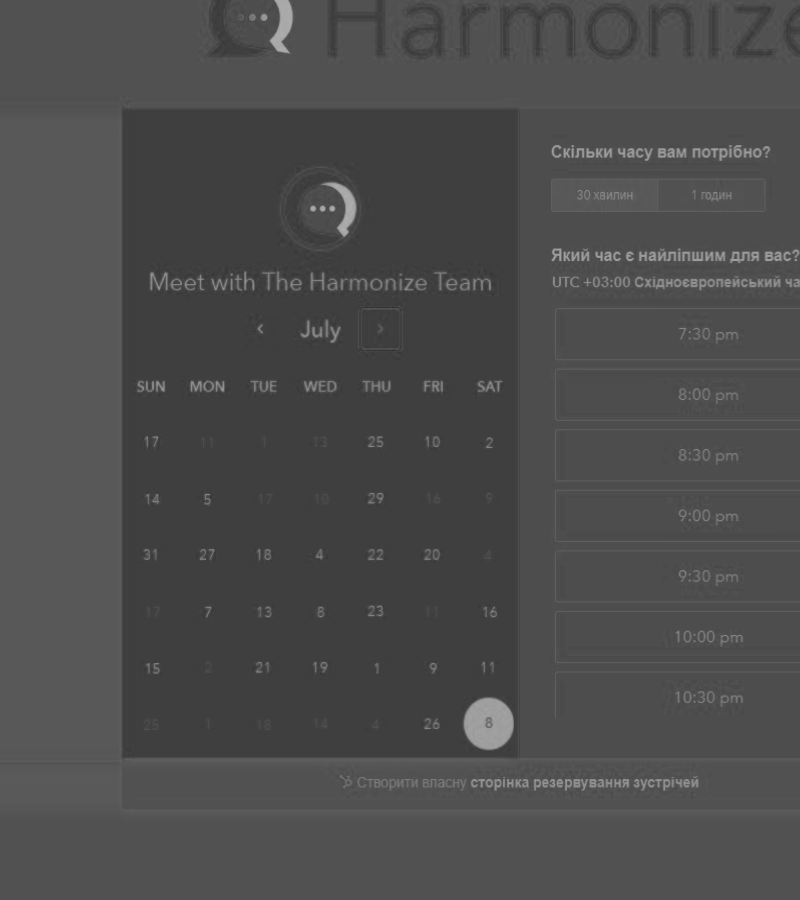 Harmonize
Meet with The Harmonize Team
‹ July ›
SUN MON TUE WED THU FRI SAT
17 11 1 13 25 10 2
14 5 17 10 29 16 9
31 27 18 4 22 20 4
17 7 13 8 23 11 16
15 2 21 19 1 9 11
25 1 18 14 4 26 8
Скільки часу вам потрібно?
30 хвилин 1 годин
Який час є найліпшим для вас?
UTC +03:00 Східноєвропейський ча
7:30 pm
8:00 pm
8:30 pm
9:00 pm
9:30 pm
10:00 pm
10:30 pm
Створити власну сторінка резервування зустрічей